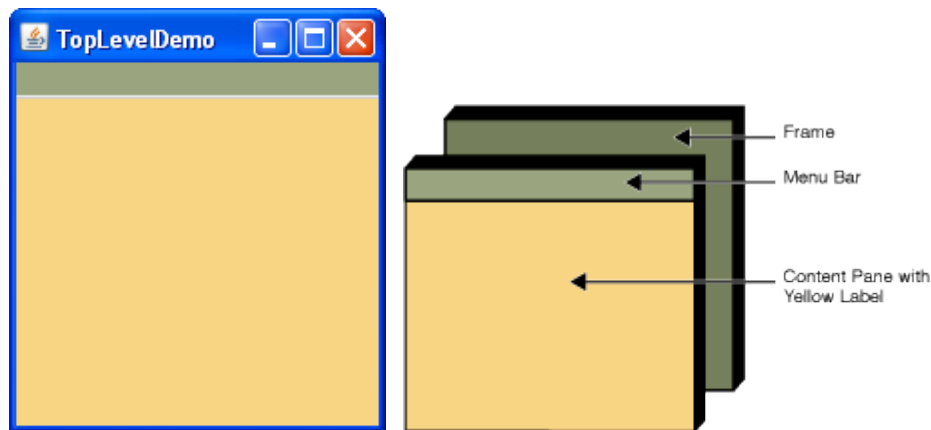 TopLevelDemo
Frame
Menu Bar
Content Pane with
Yellow Label